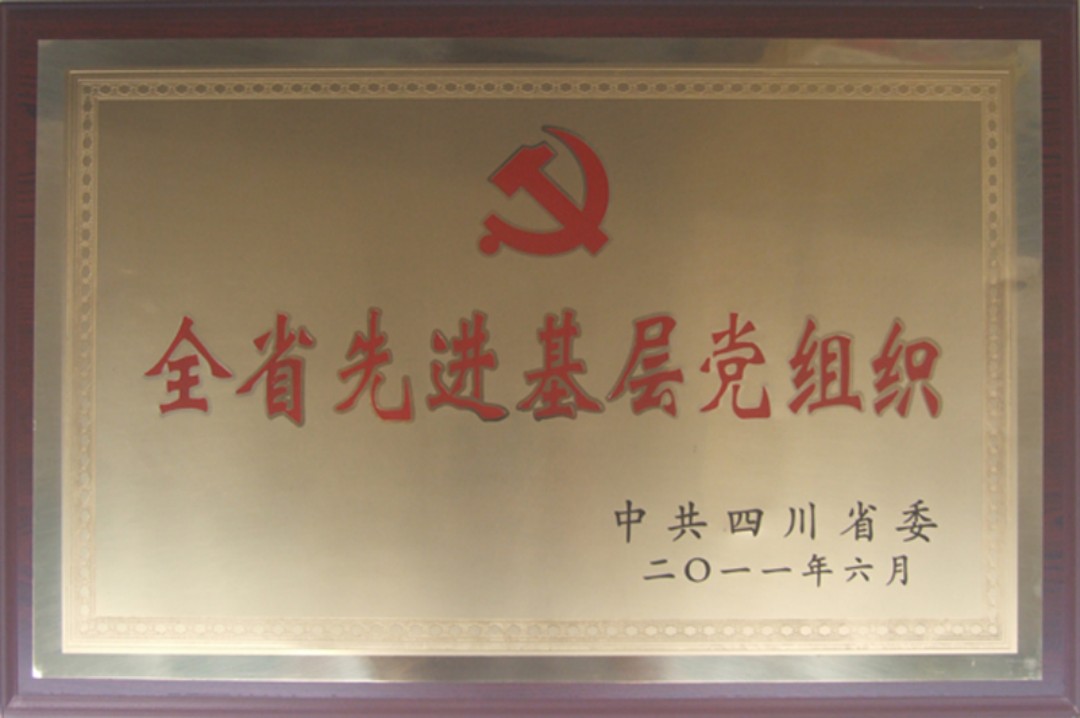 全省先进基层党组织
中共四川省委
二〇一一年六月